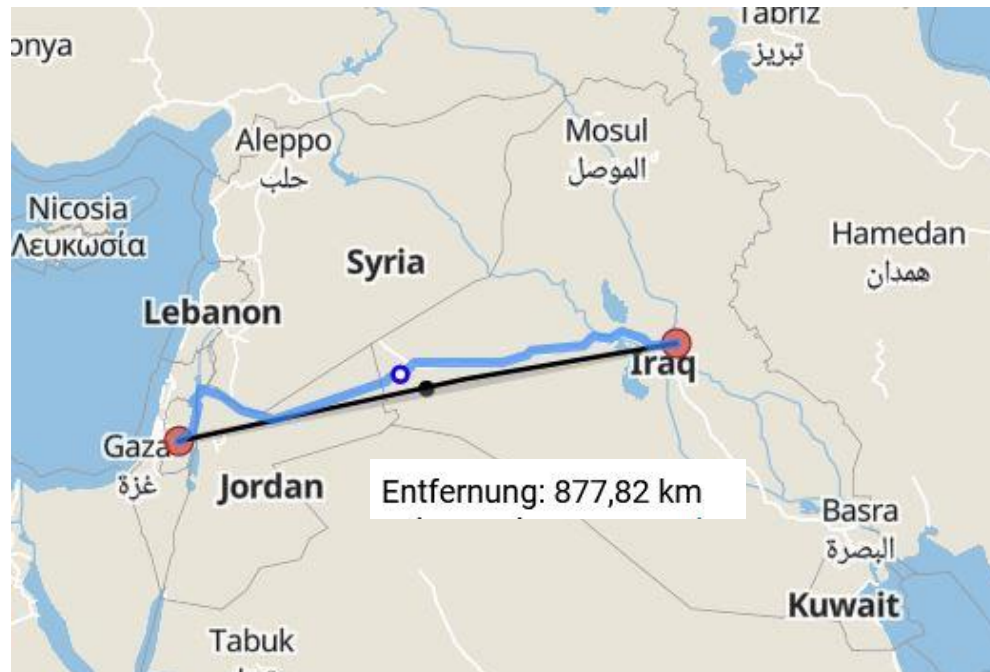 Tabriz
تبریز
onya
Aleppo
حلب
Mosul
الموصل
Nicosia
Λευκωσία
Hamedan
همدان
Syria
Lebanon
Iraq
Gaza
غزة
Jordan
Entfernung: 877,82 km
Basra
البصرة
Kuwait
Tabuk